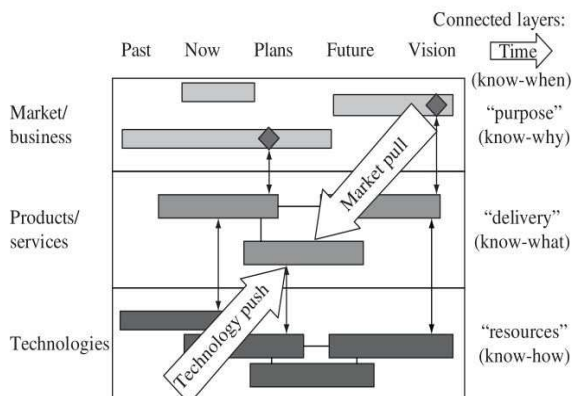 Connected layers:
Past Now Plans Future Vision Time
(know-when)
Market/
business
"purpose"
(know-why)
Market pull
Products/
services
"delivery"
(know-what)
Technology push
Technologies
"resources"
(know-how)